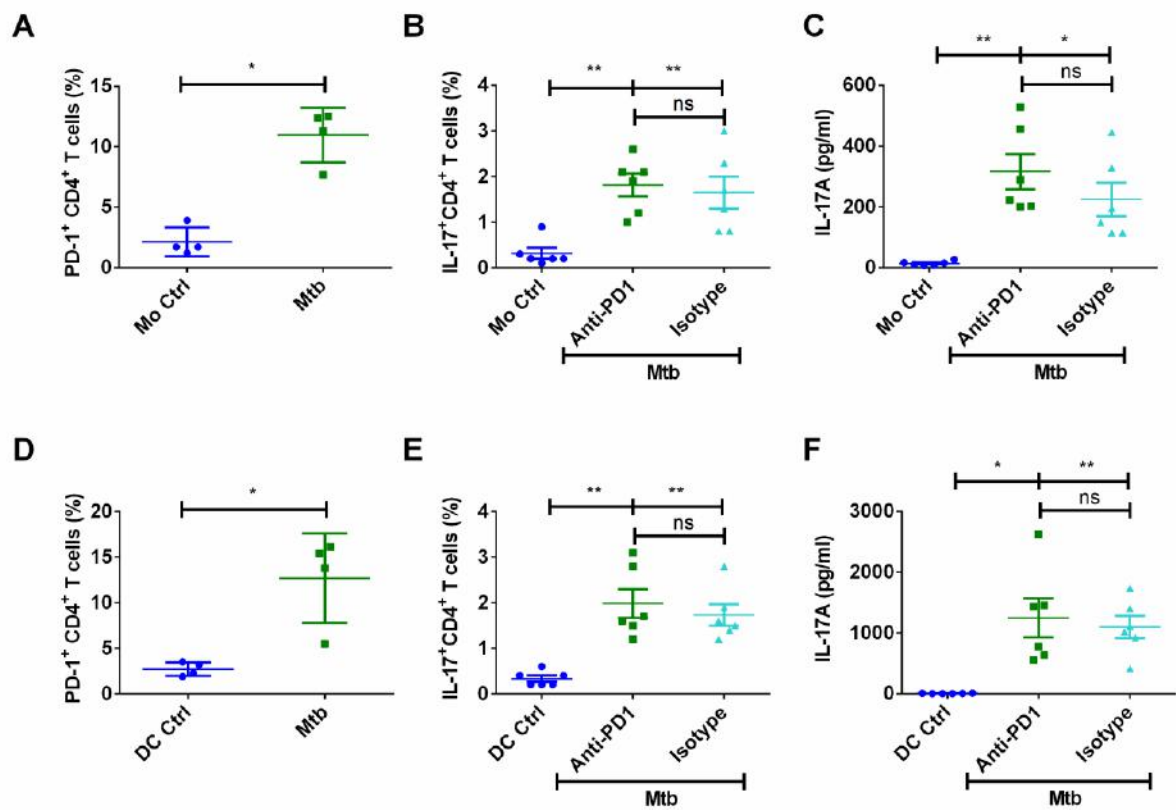 A
*
PD-1+ CD4+ T cells (%)
15
10
5
0
Mo Ctrl
Mtb
B
** **
ns
IL-17+CD4+ T cells (%)
4
3
2
1
0
Mo Ctrl
Anti-PD1
Isotype
Mtb
C
** *
ns
IL-17A (pg/ml)
600
400
200
0
Mo Ctrl
Anti-PD1
Isotype
Mtb
D
*
PD-1+ CD4+ T cells (%)
20
15
10
5
0
DC Ctrl
Mtb
E
** **
ns
IL-17+CD4+ T cells (%)
4
3
2
1
0
DC Ctrl
Anti-PD1
Isotype
Mtb
F
* **
ns
IL-17A (pg/ml)
3000
2000
1000
0
DC Ctrl
Anti-PD1
Isotype
Mtb